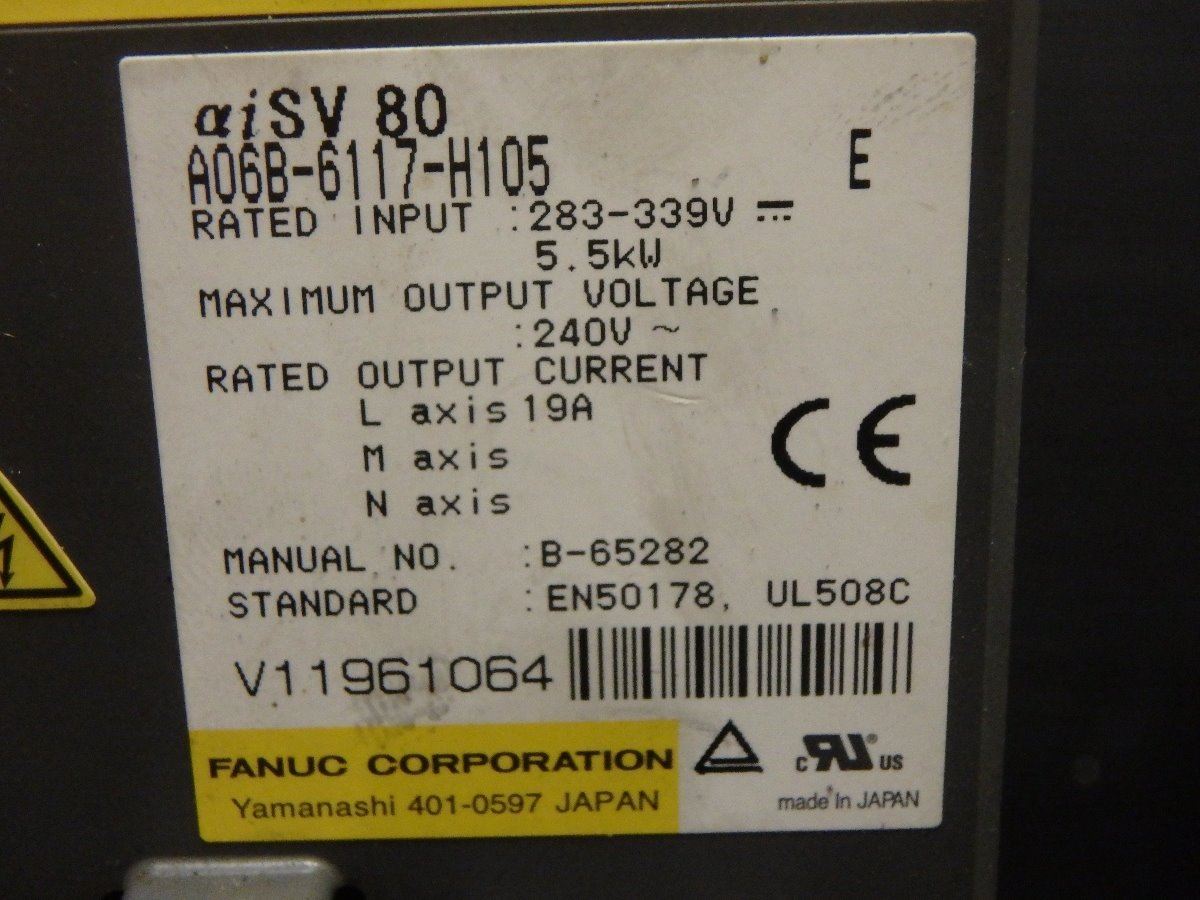 αiSV 80
A06B-6117-H105 E
RATED INPUT :283-339V ⎓
5.5kW
MAXIMUM OUTPUT VOLTAGE
:240V ~
RATED OUTPUT CURRENT
L axis 19A
M axis
N axis
CE
MANUAL NO. :B-65282
STANDARD :EN50178, UL508C
V11961064
FANUC CORPORATION
Yamanashi 401-0597 JAPAN
c RU ® US
made in JAPAN